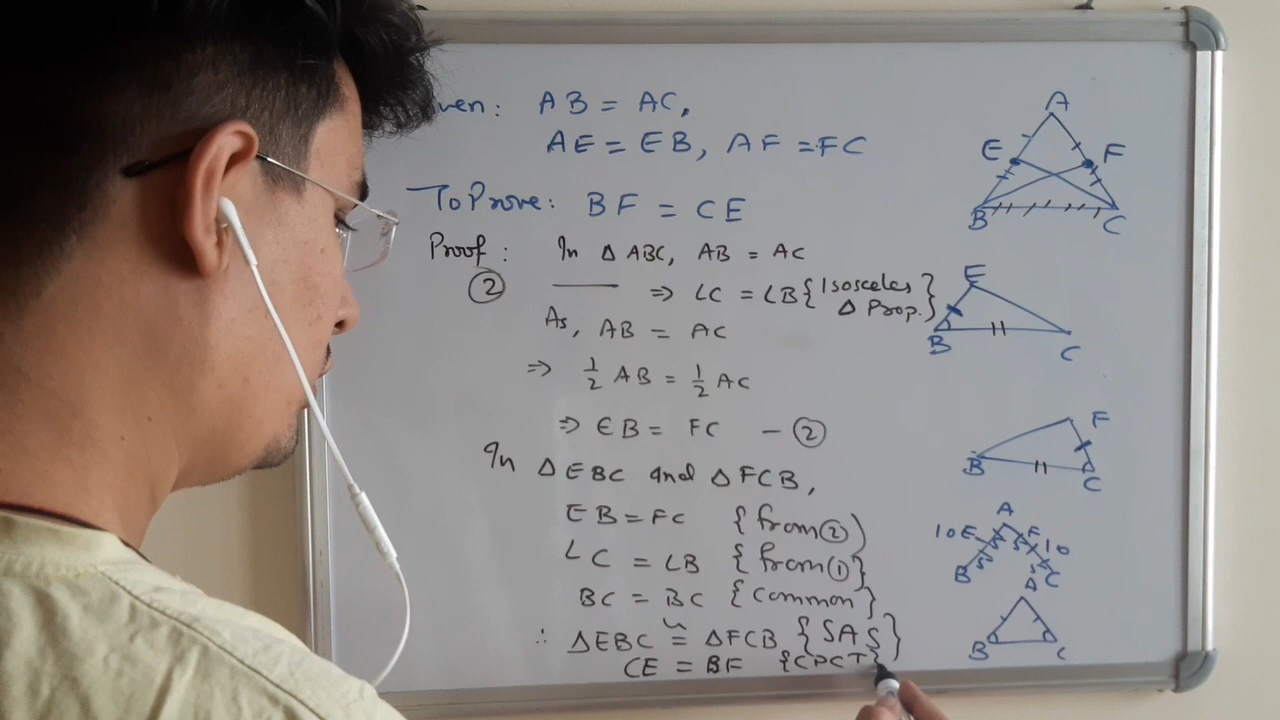 ven: AB = AC,
AE = EB, AF = FC
To Prove: BF = CE
Proof: In Δ ABC, AB = AC
② ⇒ ∠C = ∠B { Isosceles Δ Prop. }
As, AB = AC
⇒ 1/2 AB = 1/2 AC
⇒ EB = FC – ②
In ΔEBC and ΔFCB,
EB = FC { from ② }
∠C = ∠B { from ① }
BC = BC { Common }
∴ ΔEBC ≅ ΔFCB { SAS }
CE = BF { CPCT }
A
E F
B C
E
B C
F
B C
A
10 E F 10
5 5
B C
D
B C